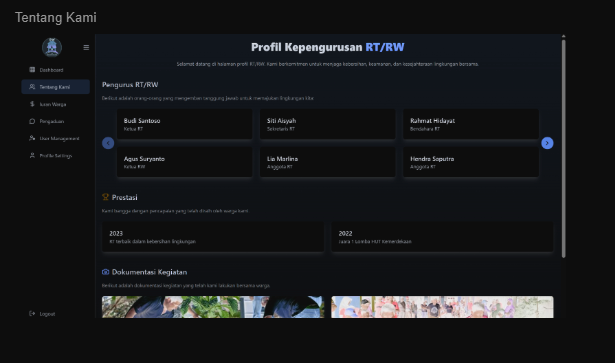 Tentang Kami
Profil Kepengurusan RT/RW
Selamat datang di halaman profil RT/RW. Kami berkomitmen untuk menjaga kebersihan, keamanan, dan kesejahteraan lingkungan bersama.
Dashboard
Tentang Kami
Iuran Warga
Pengaduan
User Management
Profile Settings
Logout
Pengurus RT/RW
Berikut adalah orang-orang yang mengemban tanggung jawab untuk memajukan lingkungan kita
Budi Santoso
Ketua RT
Siti Aisyah
Sekretaris RT
Rahmat Hidayat
Bendahara RT
Agus Suryanto
Ketua RW
Lia Marlina
Anggota RT
Hendra Saputra
Anggota RT
Prestasi
Kami bangga dengan pencapaian yang telah diraih oleh warga kami
2023
RT terbaik dalam kebersihan lingkungan
2022
Juara 1 Lomba HUT Kemerdekaan
Dokumentasi Kegiatan
Berikut adalah dokumentasi kegiatan yang telah kami lakukan bersama warga